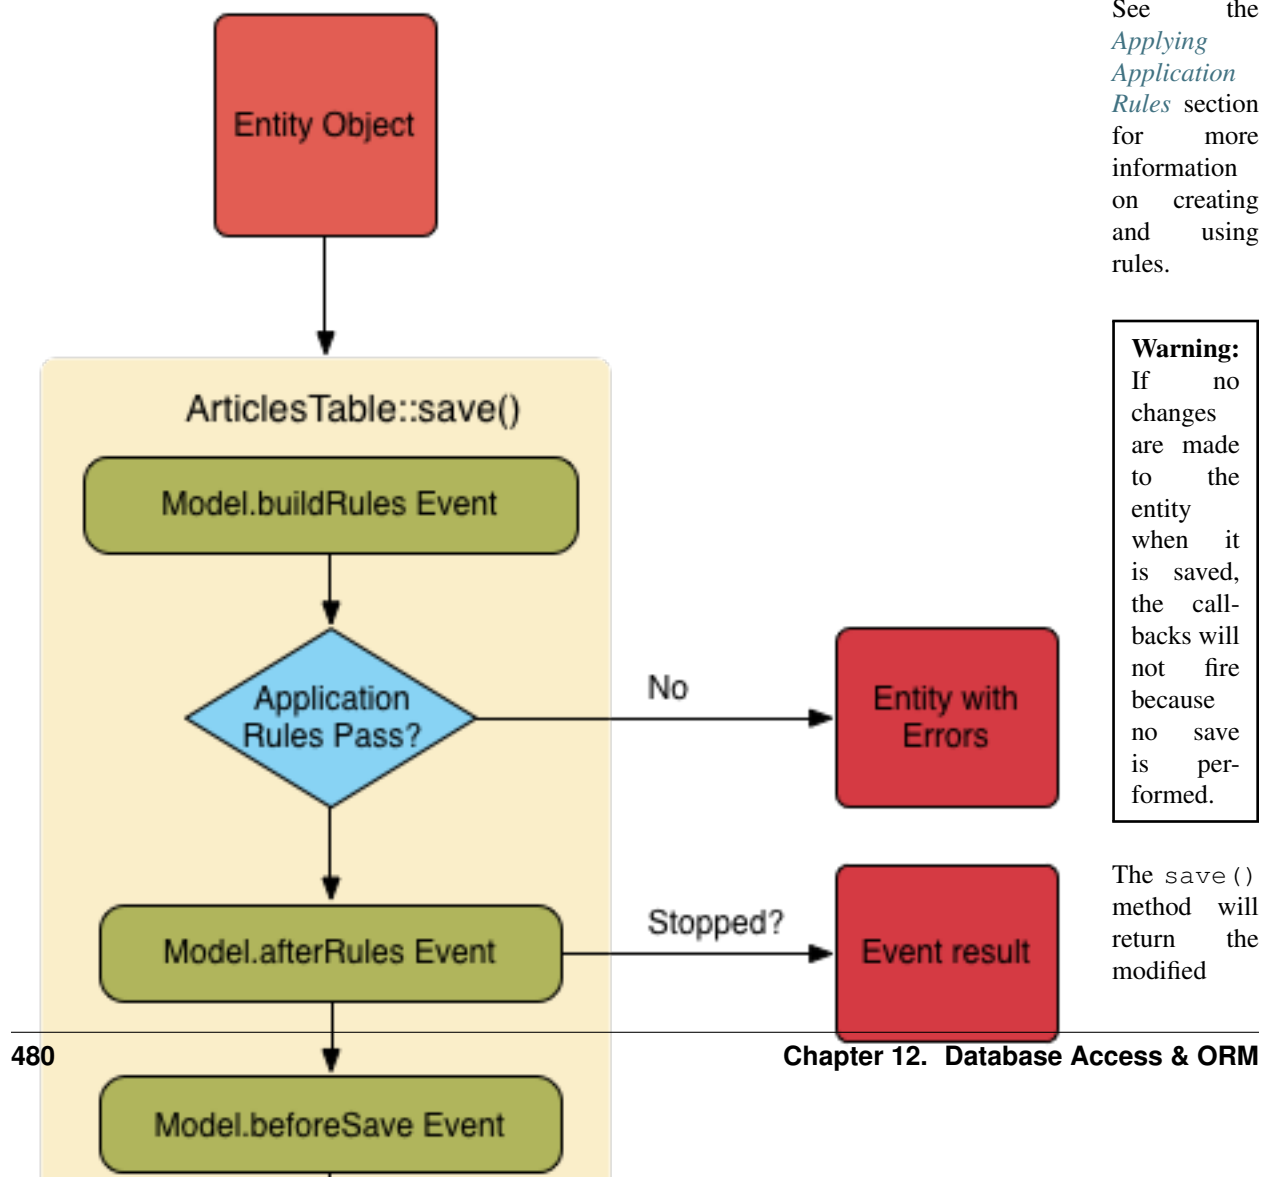 Entity Object
ArticlesTable::save()
Model.buildRules Event
Application
Rules Pass?
No
Entity with
Errors
Model.afterRules Event
Stopped?
Event result
Model.beforeSave Event
See the
Applying
Application
Rules section
for more
information
on creating
and using
rules.
Warning:
If no
changes
are made
to the
entity
when it
is saved,
the call-
backs will
not fire
because
no save
is per-
formed.
The save()
method will
return the
modified
480
Chapter 12. Database Access & ORM